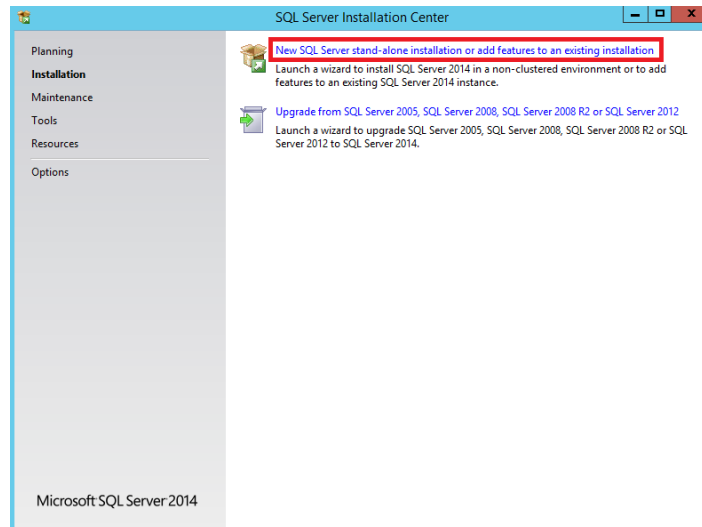 SQL Server Installation Center
Planning
Installation
Maintenance
Tools
Resources
Options
New SQL Server stand-alone installation or add features to an existing installation
Launch a wizard to install SQL Server 2014 in a non-clustered environment or to add
features to an existing SQL Server 2014 instance.
Upgrade from SQL Server 2005, SQL Server 2008, SQL Server 2008 R2 or SQL Server 2012
Launch a wizard to upgrade SQL Server 2005, SQL Server 2008, SQL Server 2008 R2 or SQL
Server 2012 to SQL Server 2014.
Microsoft SQL Server 2014